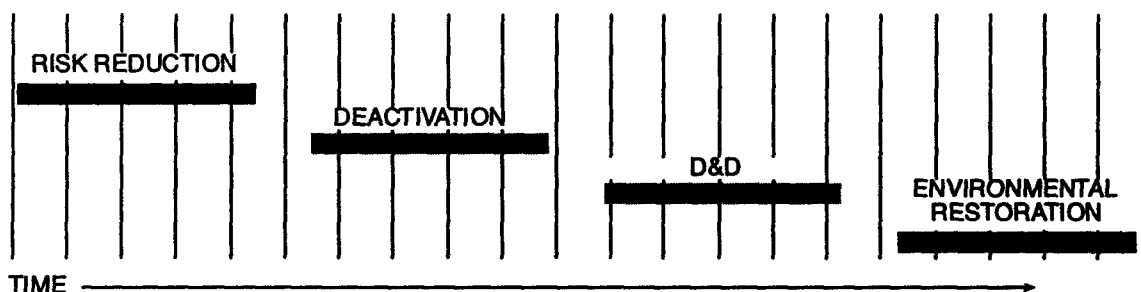 RISK REDUCTION
DEACTIVATION
D&D
ENVIRONMENTAL
RESTORATION
TIME